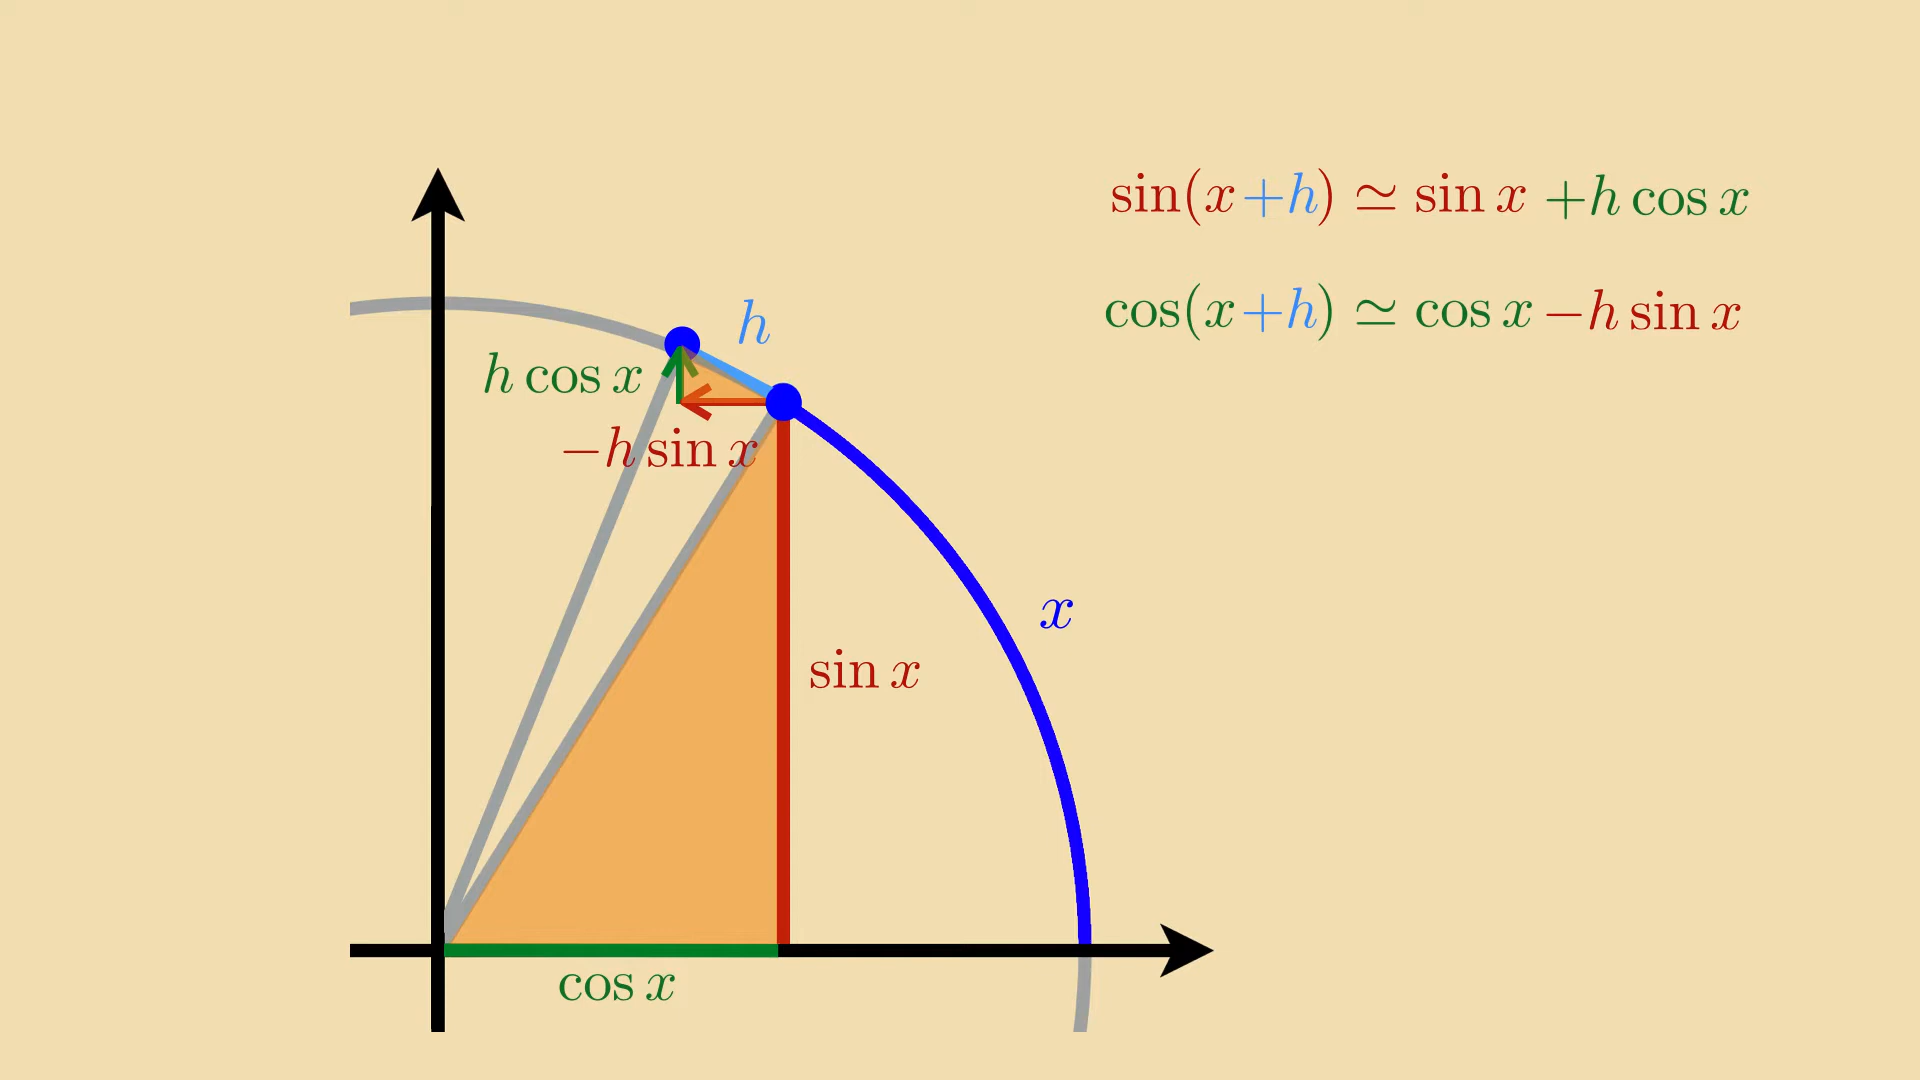 sin(x+h) ≃ sin x +h cos x
cos(x+h) ≃ cos x −h sin x
h
h cos x
−h sin x
x
sin x
cos x